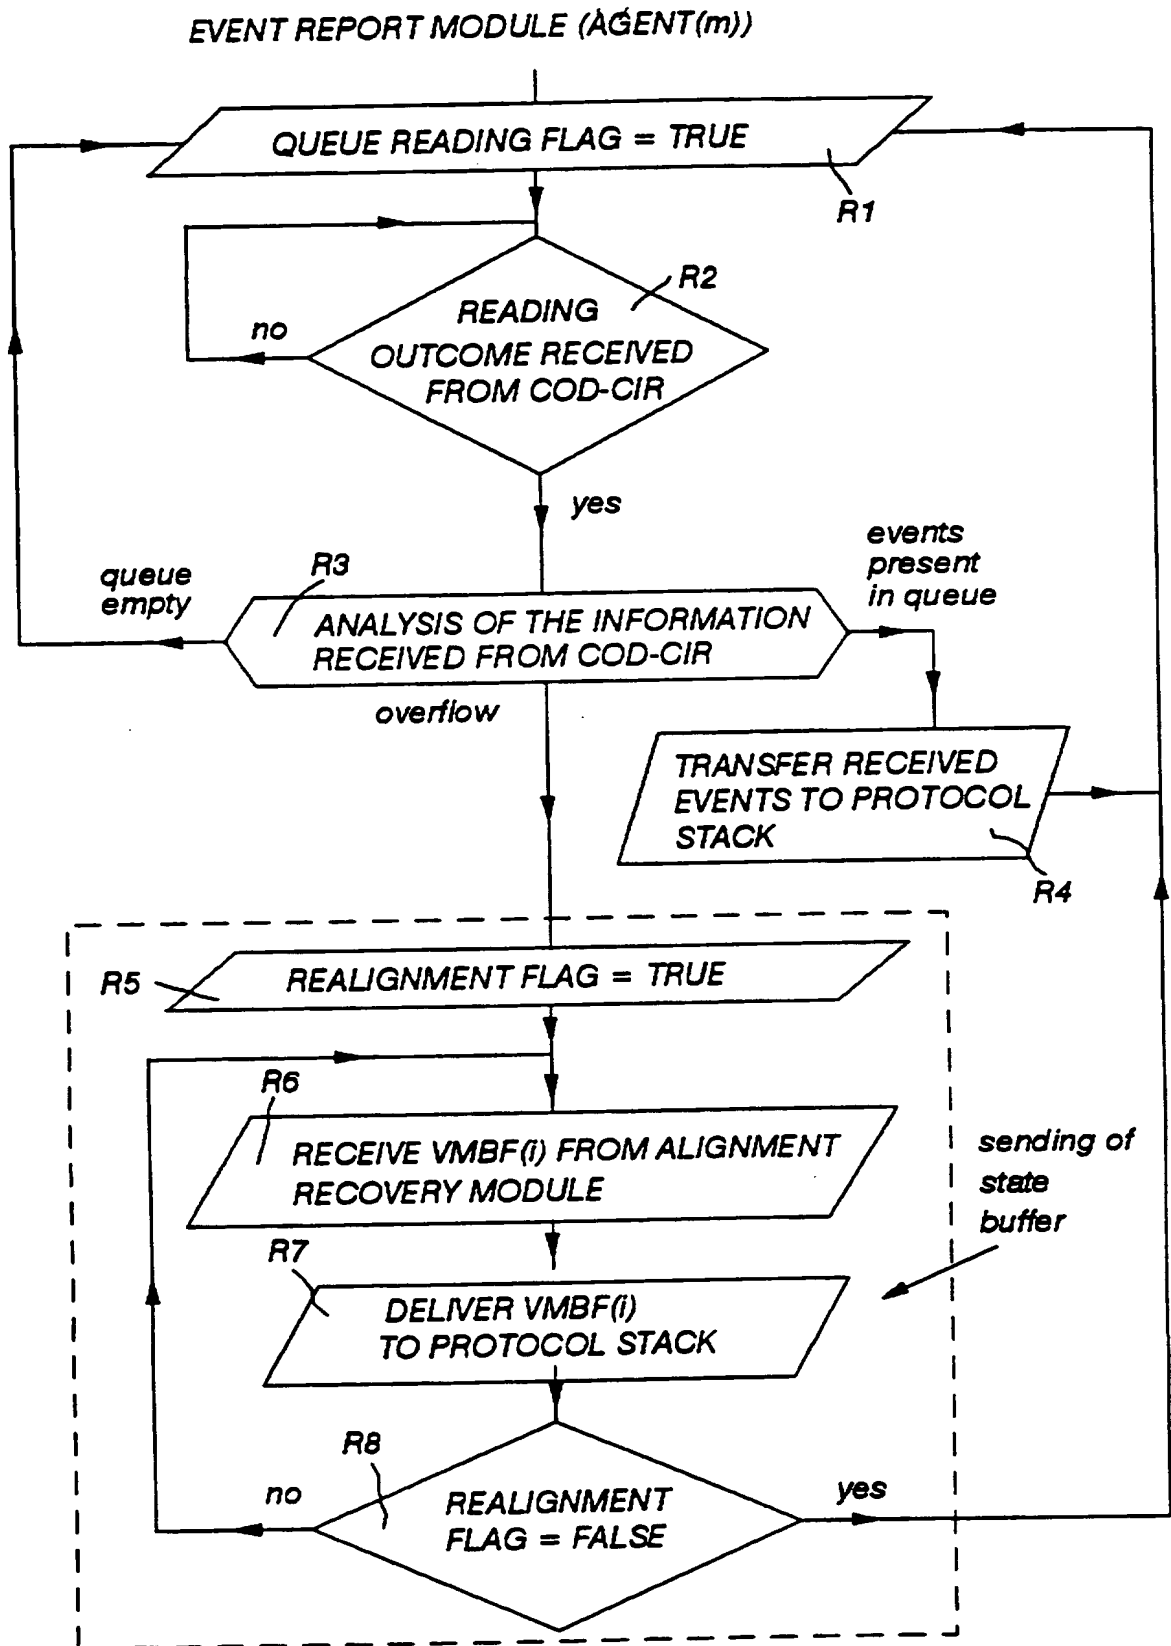 EVENT REPORT MODULE (AGENT(m))
QUEUE READING FLAG = TRUE
R1
R2
READING
OUTCOME RECEIVED
FROM COD-CIR
no
yes
events
present
in queue
queue
empty
R3
ANALYSIS OF THE INFORMATION
RECEIVED FROM COD-CIR
overflow
TRANSFER RECEIVED
EVENTS TO PROTOCOL
STACK
R4
R5
REALIGNMENT FLAG = TRUE
R6
RECEIVE VMBF(i) FROM ALIGNMENT
RECOVERY MODULE
sending of
state
buffer
R7
DELIVER VMBF(i)
TO PROTOCOL STACK
R8
no
REALIGNMENT
FLAG = FALSE
yes